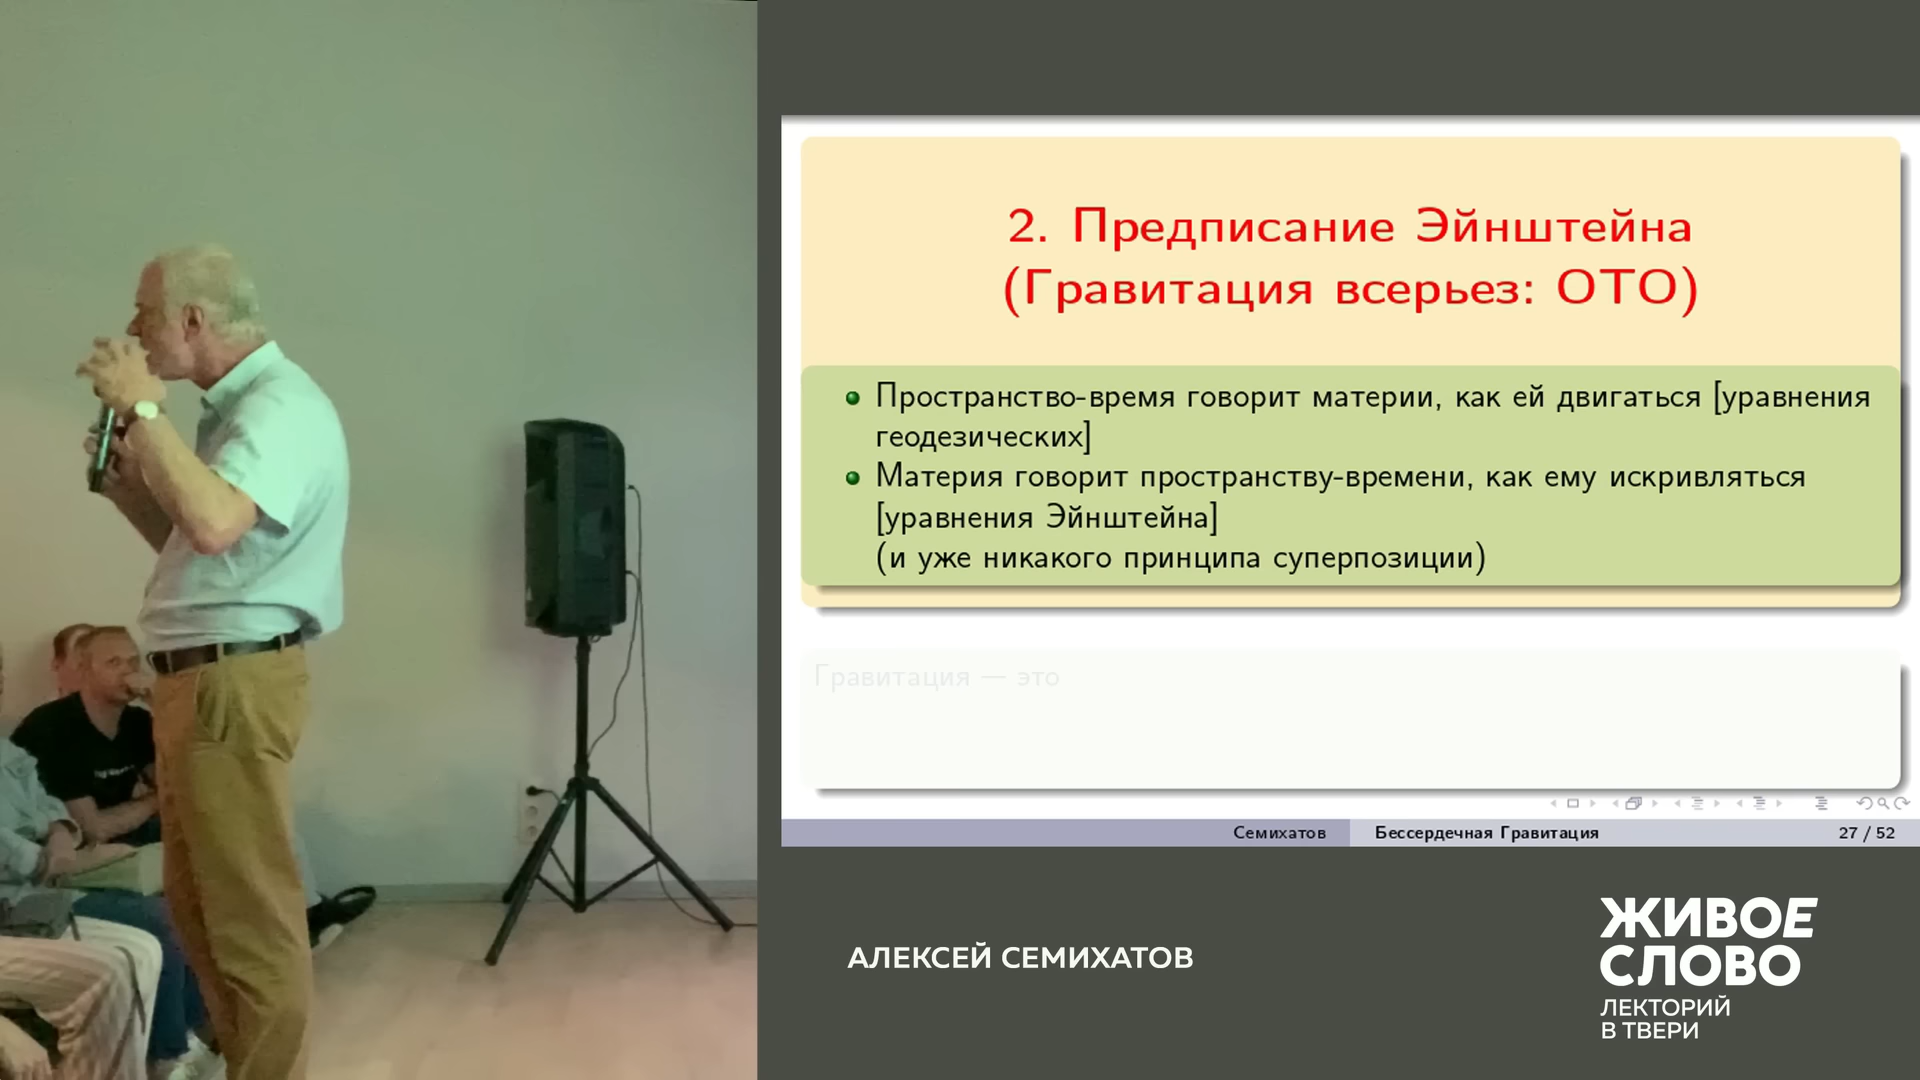 2. Предписание Эйнштейна
(Гравитация всерьез: ОТО)
Пространство-время говорит материи, как ей двигаться [уравнения
геодезических]
Материя говорит пространству-времени, как ему искривляться
[уравнения Эйнштейна]
(и уже никакого принципа суперпозиции)
Гравитация — это
Семихатов
Бессердечная Гравитация
27 / 52
АЛЕКСЕЙ СЕМИХАТОВ
ЖИВОЕ
СЛОВО
ЛЕКТОРИЙ
В ТВЕРИ